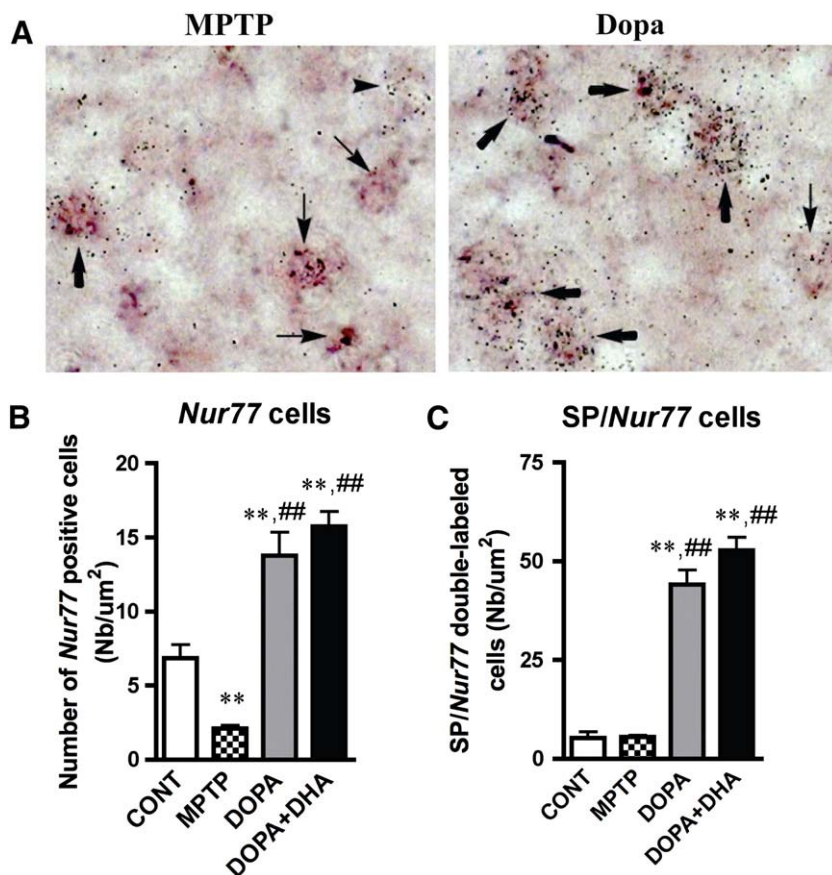 A
MPTP
Dopa
B
Nur77 cells
Number of Nur77 positive cells
(Nb/um²)
20
15
10
5
0
**
**,##
**,##
CONT
MPTP
DOPA
DOPA+DHA
C
SP/Nur77 cells
SP/Nur77 double-labeled
cells (Nb/um²)
75
50
25
0
**,##
**,##
CONT
MPTP
DOPA
DOPA+DHA